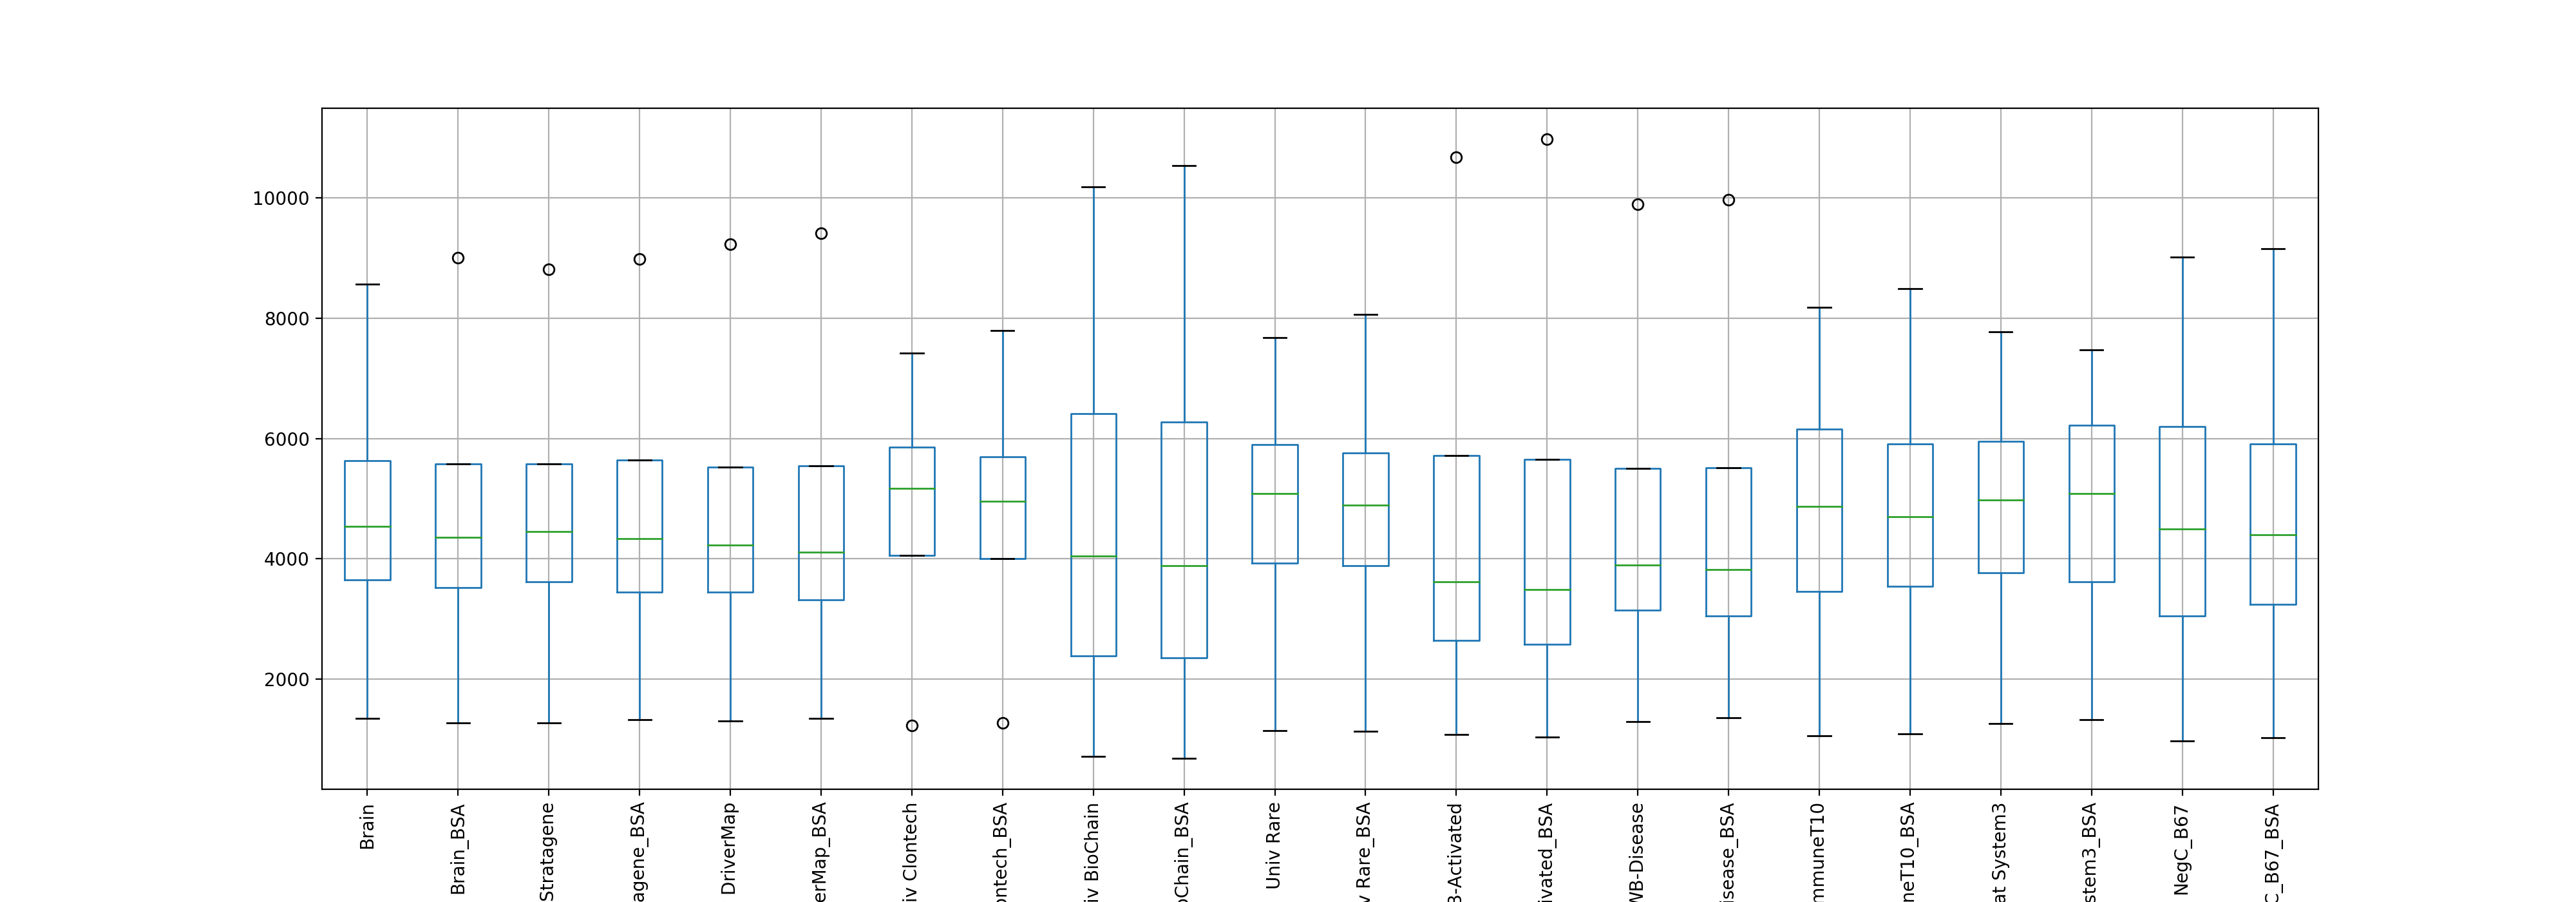 10000
8000
6000
4000
2000
Brain
Brain_BSA
Stratagene
agene_BSA
DriverMap
erMap_BSA
iv Clontech
ontech_BSA
iv BioChain
oChain_BSA
Univ Rare
v Rare_BSA
B-Activated
ivated_BSA
WB-Disease
isease_BSA
mmuneT10
neT10_BSA
at System3
stem3_BSA
NegC_B67
C_B67_BSA